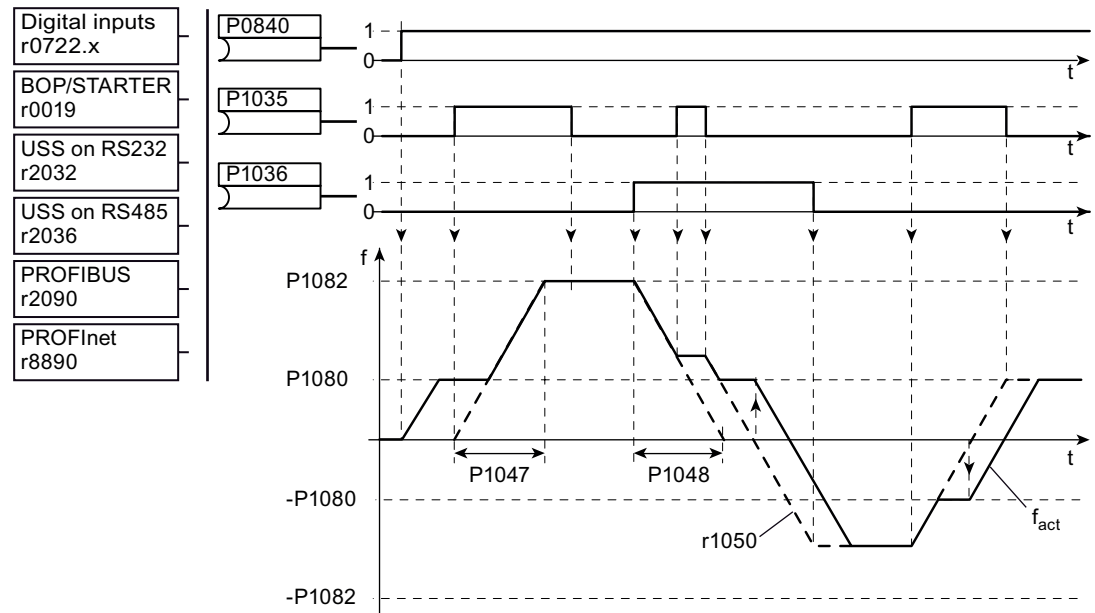 Digital inputs
r0722.x
BOP/STARTER
r0019
USS on RS232
r2032
USS on RS485
r2036
PROFIBUS
r2090
PROFInet
r8890
P0840
1
0
t
P1035
1
0
t
P1036
1
0
t
f
P1082
P1080
-P1080
-P1082
P1047
P1048
t
r1050
fact